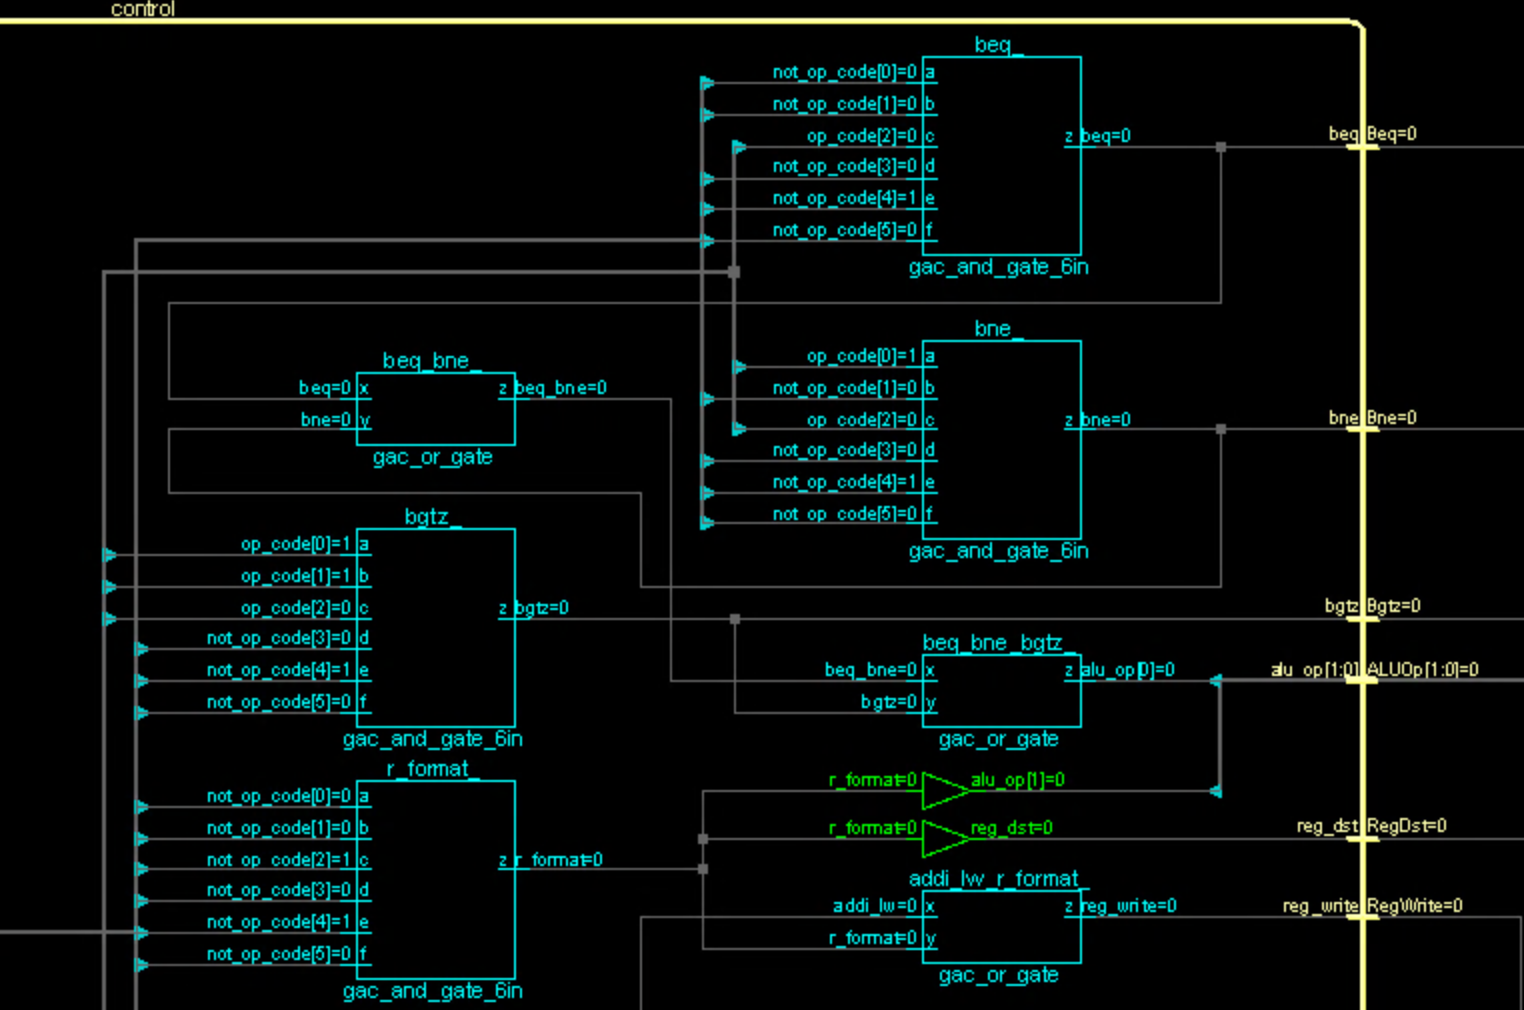 control
beq_
not_op_code[0]=0 a
not_op_code[1]=0 b
op_code[2]=0 c
not_op_code[3]=0 d
not_op_code[4]=1 e
not_op_code[5]=0 f
z beq=0
beq Beq=0
gac_and_gate_6in
bne_
op_code[0]=1 a
not_op_code[1]=0 b
op_code[2]=0 c
not_op_code[3]=0 d
not_op_code[4]=1 e
not op code[5]=0 f
z bne=0
bne Bne=0
gac_and_gate_6in
beq_bne_
beq=0 x
bne=0 y
z beq_bne=0
gac_or_gate
bgtz_
op_code[0]=1 a
op_code[1]=1 b
op_code[2]=0 c
not_op_code[3]=0 d
not_op_code[4]=1 e
not_op_code[5]=0 f
z bgtz=0
bgtz Bgtz=0
gac_and_gate_6in
beq_bne_bgtz_
beq_bne=0 x
bgtz=0 y
z alu_op[0]=0
alu_op[1:0] ALUOp[1:0]=0
gac_or_gate
r_format_
not_op_code[0]=0 a
not_op_code[1]=0 b
not_op_code[2]=1 c
not_op_code[3]=0 d
not_op_code[4]=1 e
not_op_code[5]=0 f
z r_format=0
gac_and_gate_6in
r_format=0 alu_op[1]=0
r_format=0 reg_dst=0
reg_dst RegDst=0
addi_lw_r_format_
addi_lw=0 x
r_format=0 y
z reg_write=0
reg_write RegWrite=0
gac_or_gate